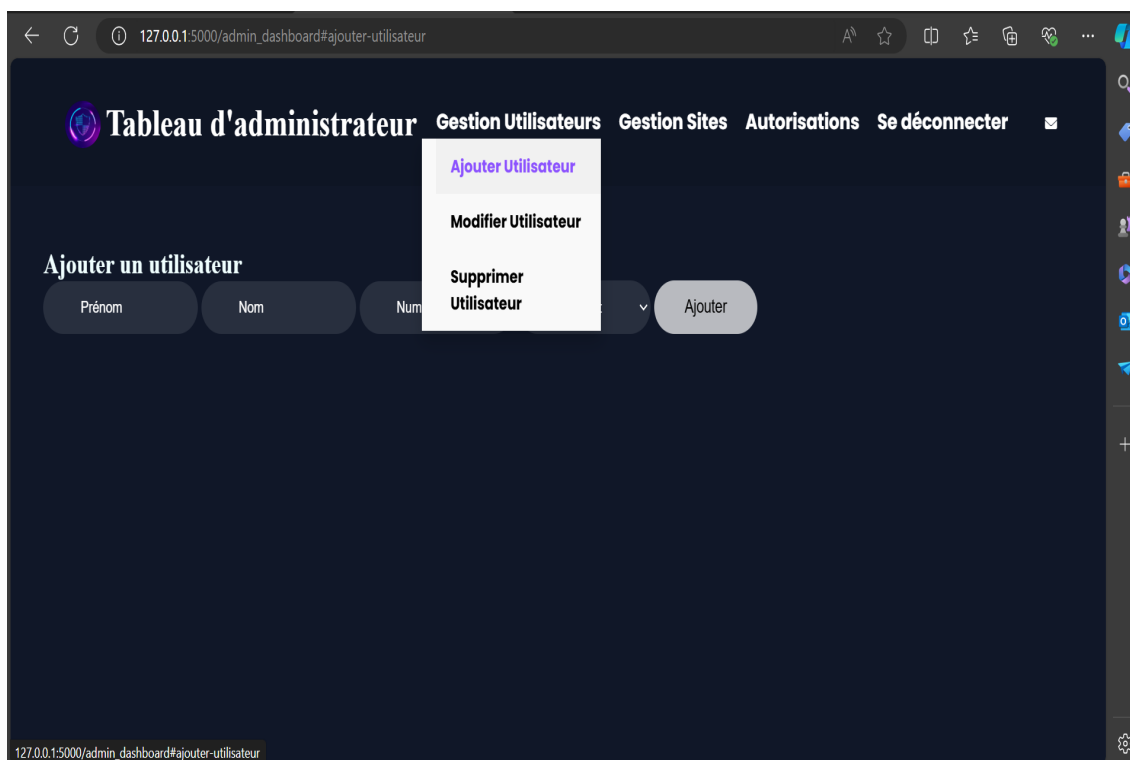 127.0.0.1:5000/admin_dashboard#ajouter-utilisateur
Tableau d'administrateur Gestion Utilisateurs Gestion Sites Autorisations Se déconnecter
Ajouter Utilisateur
Modifier Utilisateur
Supprimer
Utilisateur
Ajouter un utilisateur
Prénom Nom Num Ajouter
127.0.0.1:5000/admin_dashboard#ajouter-utilisateur